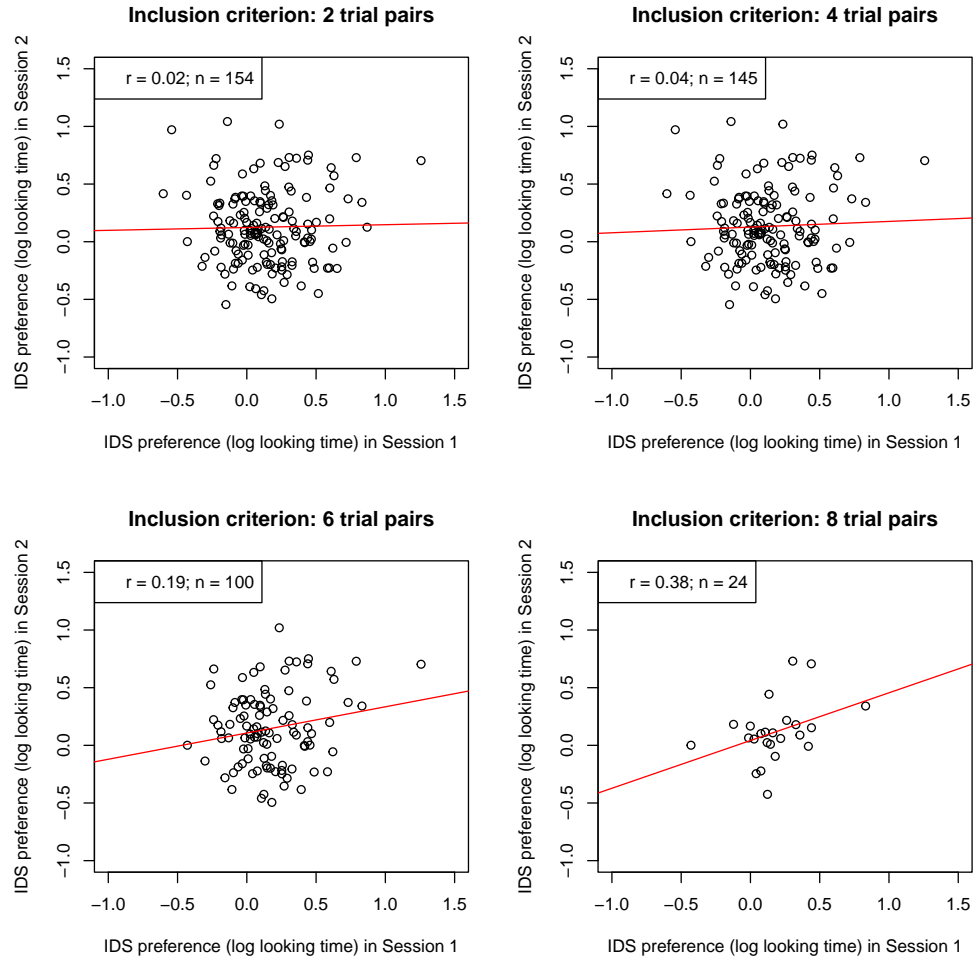 Inclusion criterion: 2 trial pairs
IDS preference (log looking time) in Session 2
1.5
1.0
0.5
0.0
−0.5
−1.0
r = 0.02; n = 154
−1.0 −0.5 0.0 0.5 1.0 1.5
IDS preference (log looking time) in Session 1
Inclusion criterion: 4 trial pairs
IDS preference (log looking time) in Session 2
1.5
1.0
0.5
0.0
−0.5
−1.0
r = 0.04; n = 145
−1.0 −0.5 0.0 0.5 1.0 1.5
IDS preference (log looking time) in Session 1
Inclusion criterion: 6 trial pairs
IDS preference (log looking time) in Session 2
1.5
1.0
0.5
0.0
−0.5
−1.0
r = 0.19; n = 100
−1.0 −0.5 0.0 0.5 1.0 1.5
IDS preference (log looking time) in Session 1
Inclusion criterion: 8 trial pairs
IDS preference (log looking time) in Session 2
1.5
1.0
0.5
0.0
−0.5
−1.0
r = 0.38; n = 24
−1.0 −0.5 0.0 0.5 1.0 1.5
IDS preference (log looking time) in Session 1